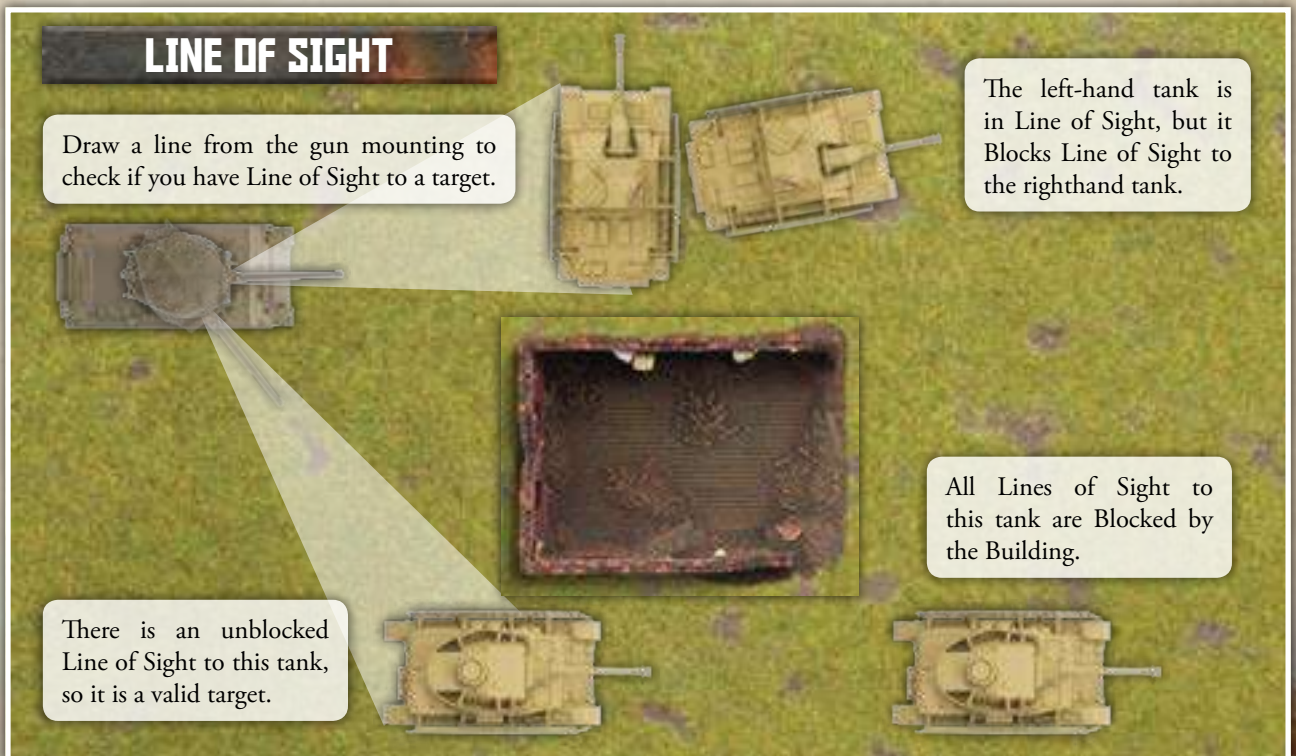 LINE OF SIGHT
Draw a line from the gun mounting to
check if you have Line of Sight to a target.
The left-hand tank is
in Line of Sight, but it
Blocks Line of Sight to
the righthand tank.
All Lines of Sight to
this tank are Blocked by
the Building.
There is an unblocked
Line of Sight to this tank,
so it is a valid target.